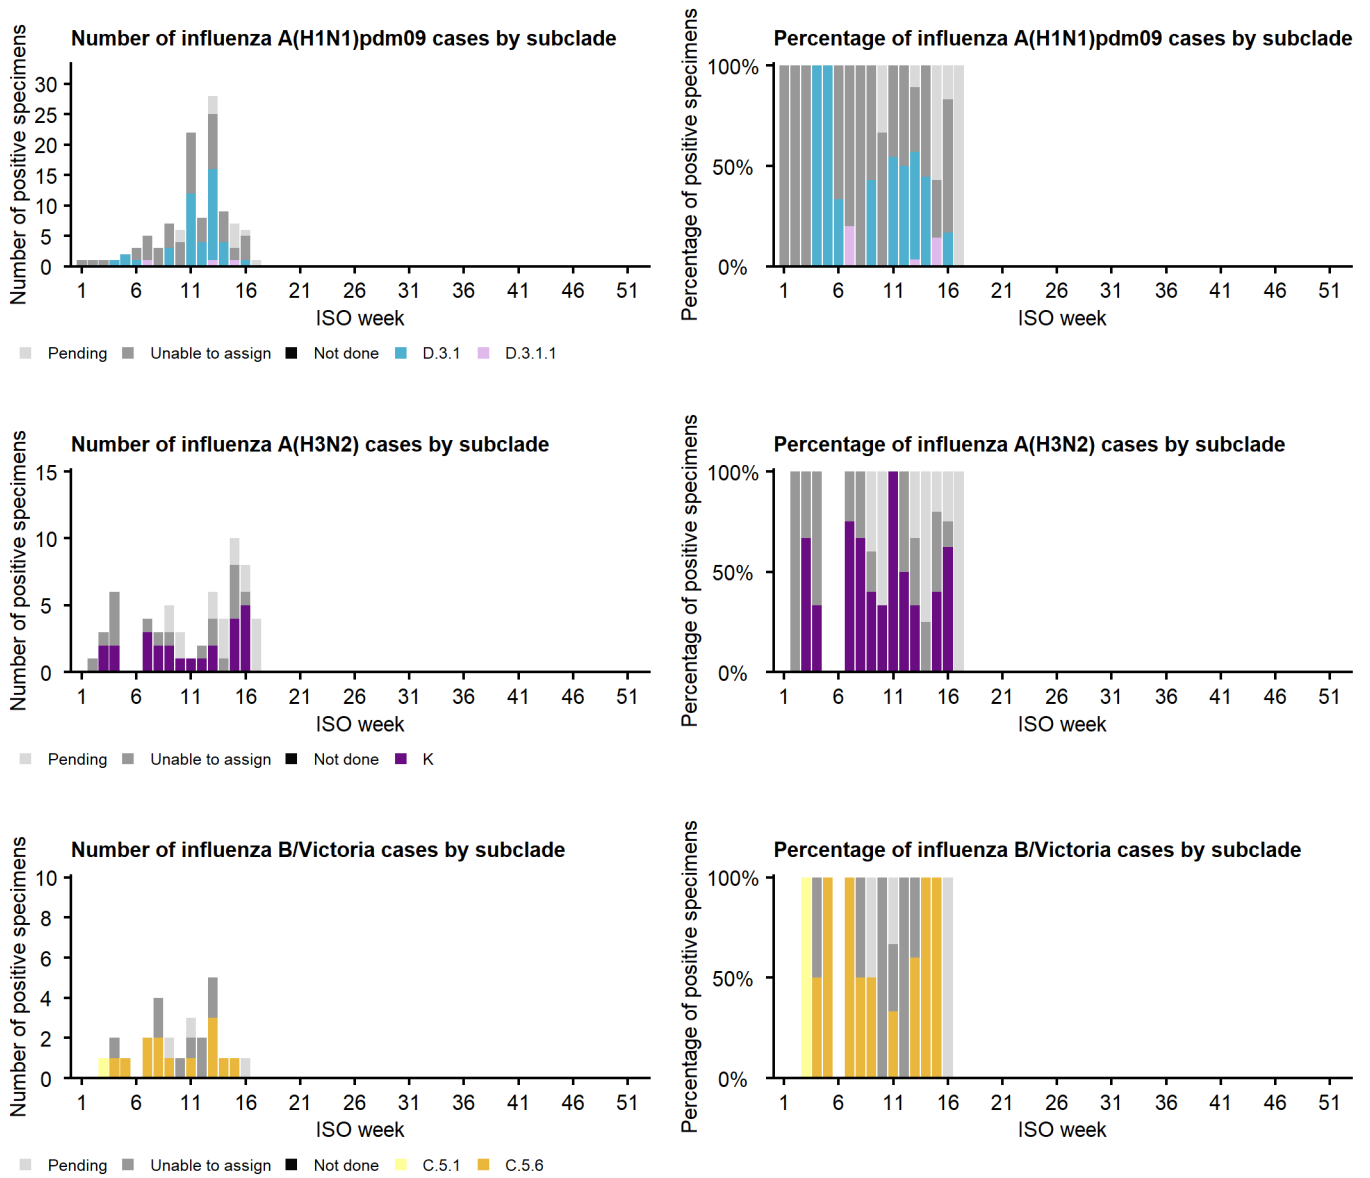 Number of influenza A(H1N1)pdm09 cases by subclade
Number of positive specimens
30
25
20
15
10
5
0
1 6 11 16 21 26 31 36 41 46 51
ISO week
Pending Unable to assign Not done D.3.1 D.3.1.1
Percentage of influenza A(H1N1)pdm09 cases by subclade
Percentage of positive specimens
100%
50%
0%
1 6 11 16 21 26 31 36 41 46 51
ISO week
Number of influenza A(H3N2) cases by subclade
Number of positive specimens
15
10
5
0
1 6 11 16 21 26 31 36 41 46 51
ISO week
Pending Unable to assign Not done K
Percentage of influenza A(H3N2) cases by subclade
Percentage of positive specimens
100%
50%
0%
1 6 11 16 21 26 31 36 41 46 51
ISO week
Number of influenza B/Victoria cases by subclade
Number of positive specimens
10
8
6
4
2
0
1 6 11 16 21 26 31 36 41 46 51
ISO week
Pending Unable to assign Not done C.5.1 C.5.6
Percentage of influenza B/Victoria cases by subclade
Percentage of positive specimens
100%
50%
0%
1 6 11 16 21 26 31 36 41 46 51
ISO week